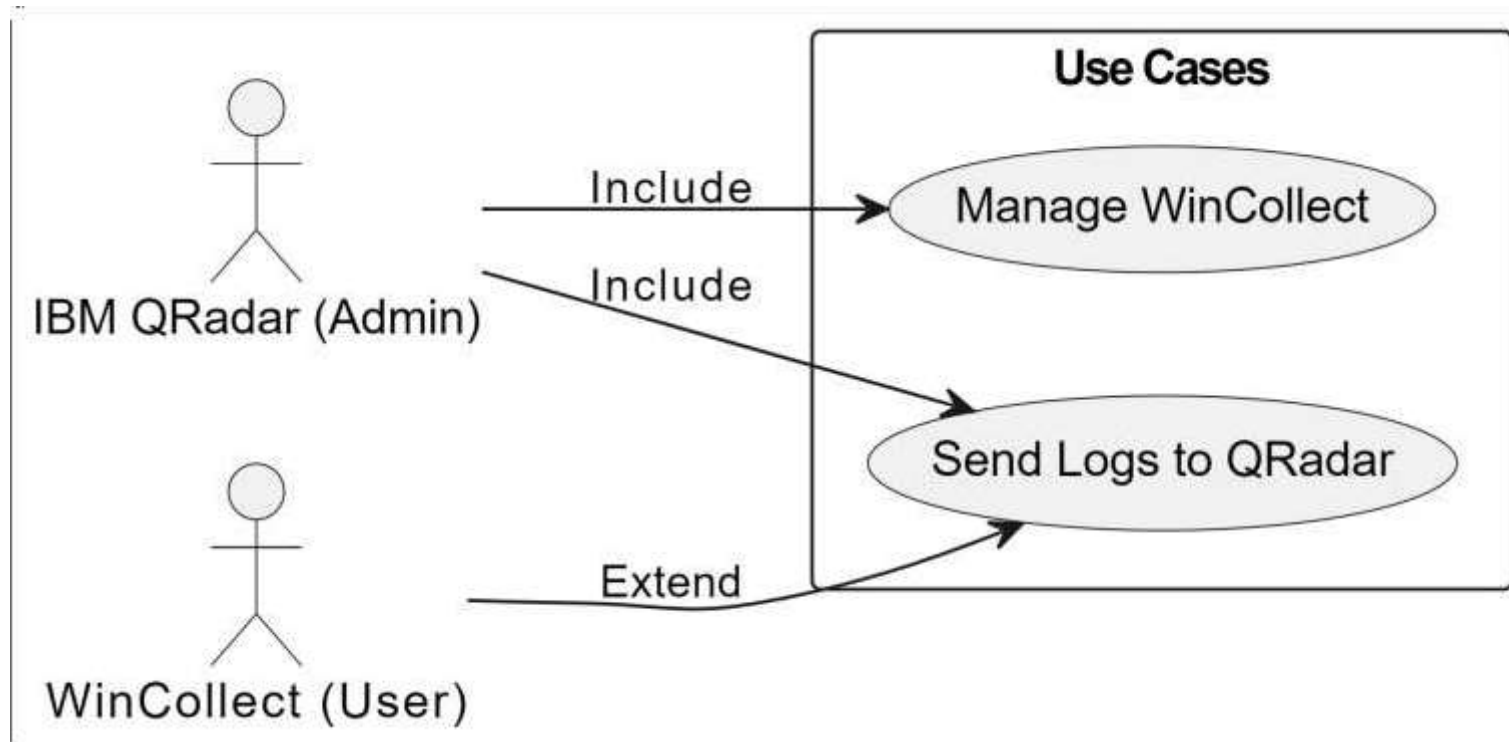 Use Cases
Include
Manage WinCollect
Include
IBM QRadar (Admin)
Send Logs to QRadar
Extend
WinCollect (User)